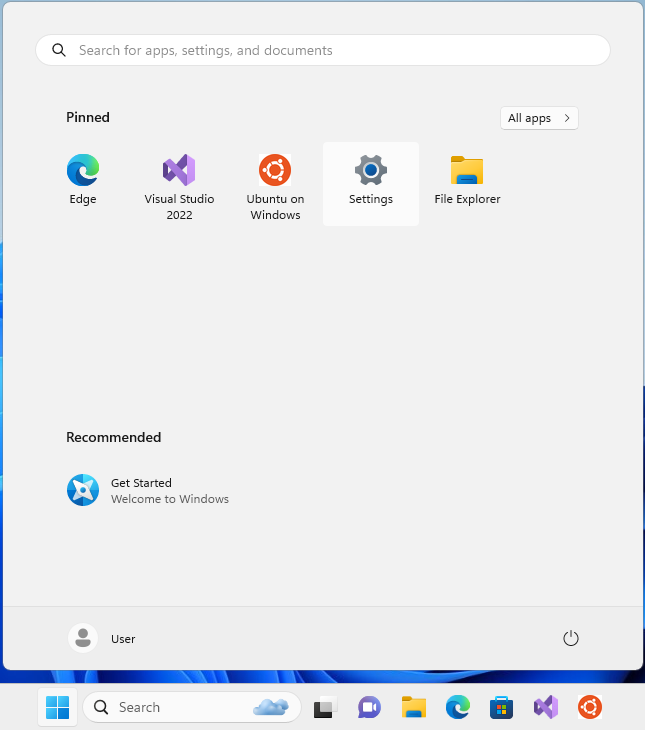 Search for apps, settings, and documents
Pinned
All apps
Edge
Visual Studio
2022
Ubuntu on
Windows
Settings
File Explorer
Recommended
Get Started
Welcome to Windows
User
Search